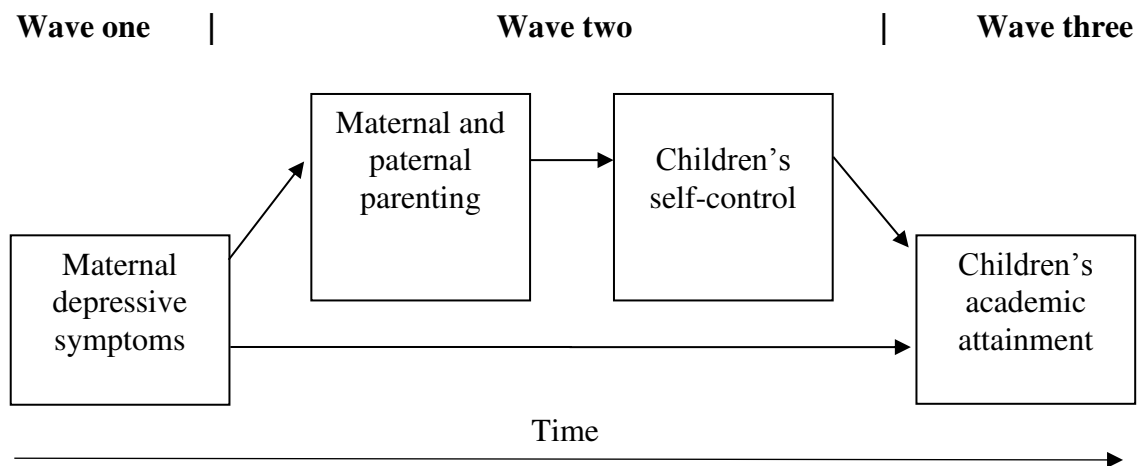 Wave one | Wave two | Wave three
Maternal and
paternal
parenting
Children’s
self-control
Maternal
depressive
symptoms
Children’s
academic
attainment
Time